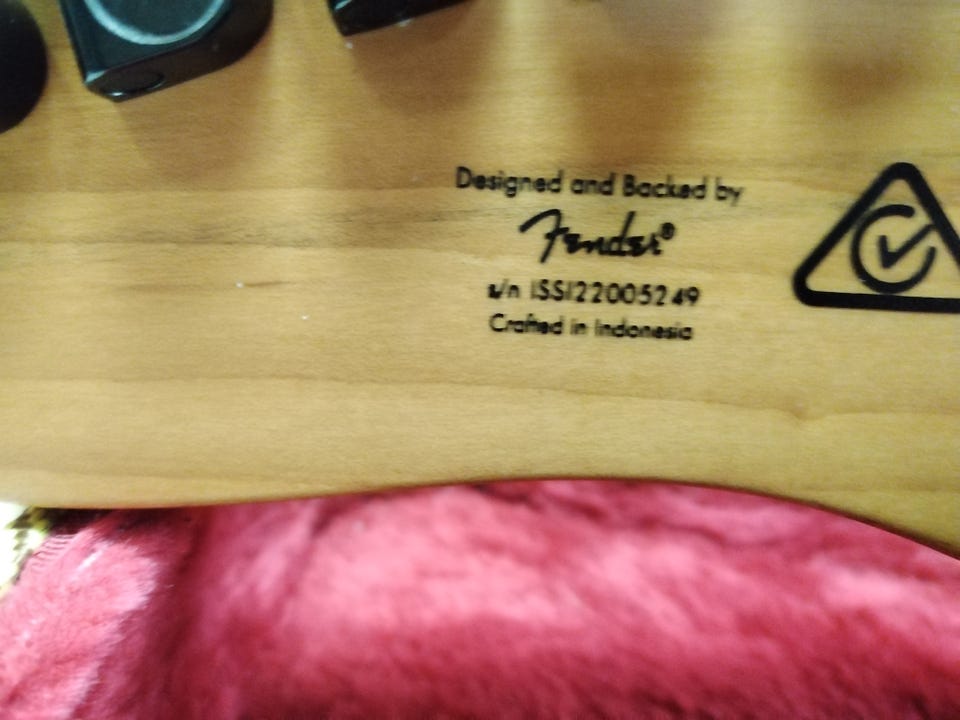 Designed and Backed by
Fender®
s/n ISSI22005249
Crafted in Indonesia